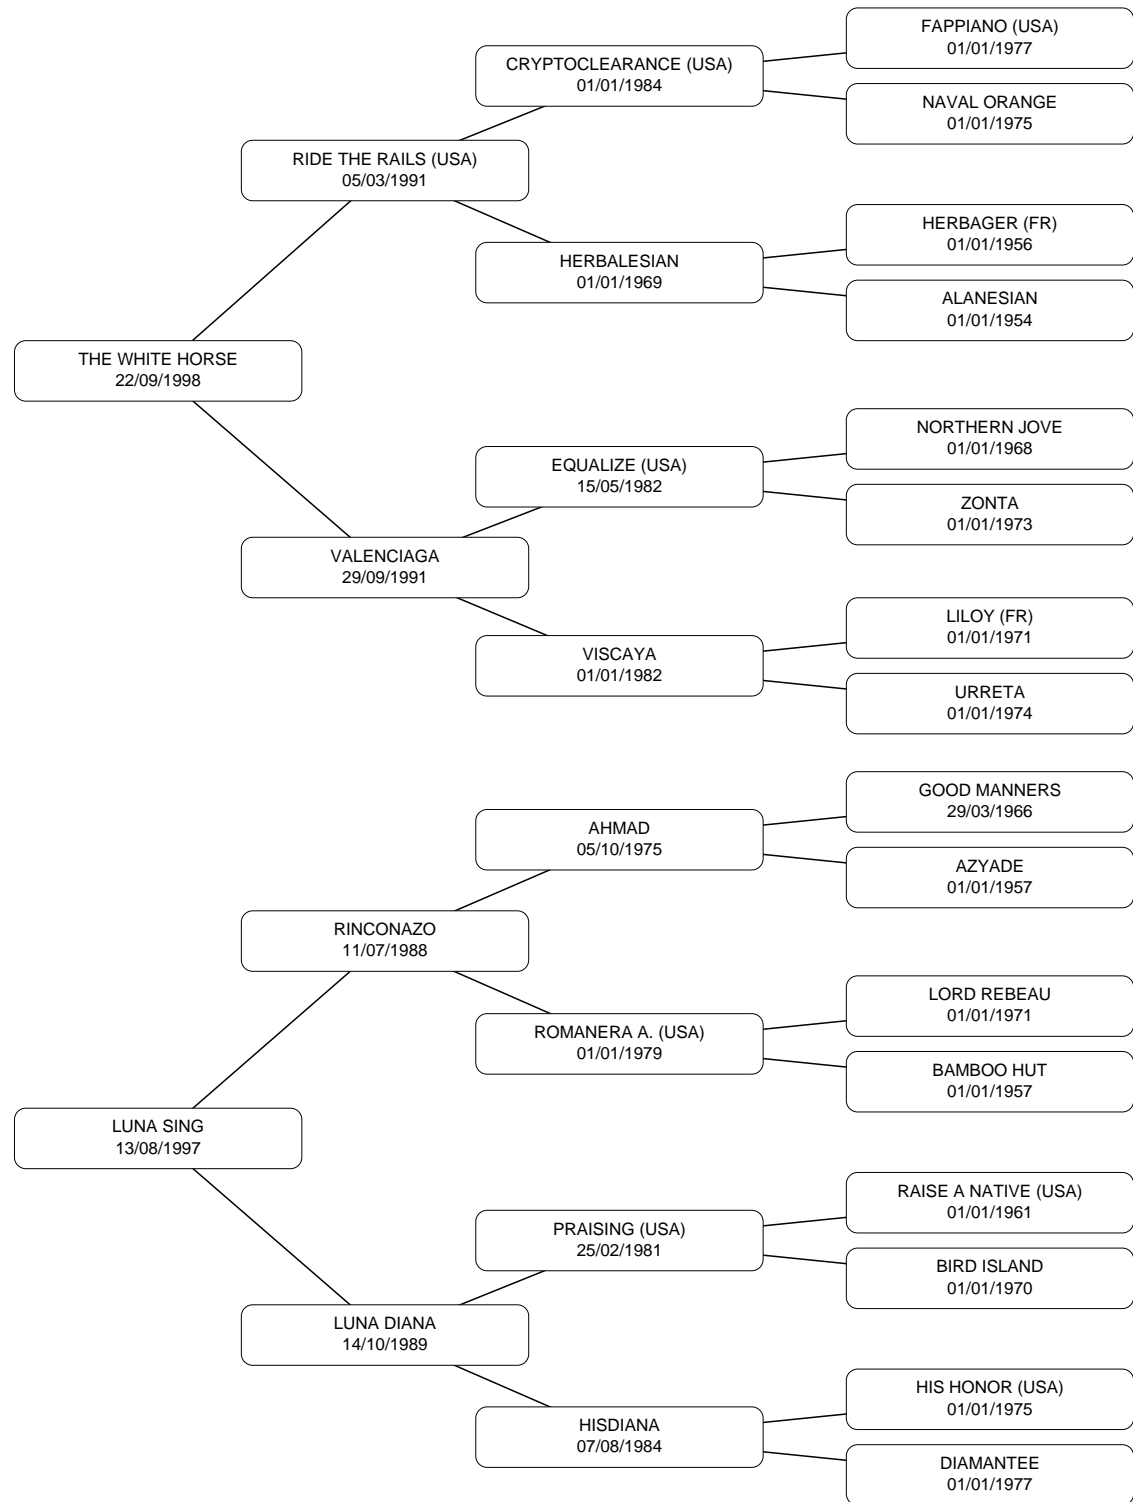 FAPPIANO (USA)
01/01/1977
CRYPTOCLEARANCE (USA)
01/01/1984
NAVAL ORANGE
01/01/1975
RIDE THE RAILS (USA)
05/03/1991
HERBAGER (FR)
01/01/1956
HERBALESIAN
01/01/1969
ALANESIAN
01/01/1954
THE WHITE HORSE
22/09/1998
NORTHERN JOVE
01/01/1968
EQUALIZE (USA)
15/05/1982
ZONTA
01/01/1973
VALENCIAGA
29/09/1991
LILOY (FR)
01/01/1971
VISCAYA
01/01/1982
URRETA
01/01/1974
GOOD MANNERS
29/03/1966
AHMAD
05/10/1975
AZYADE
01/01/1957
RINCONAZO
11/07/1988
LORD REBEAU
01/01/1971
ROMANERA A. (USA)
01/01/1979
BAMBOO HUT
01/01/1957
LUNA SING
13/08/1997
RAISE A NATIVE (USA)
01/01/1961
PRAISING (USA)
25/02/1981
BIRD ISLAND
01/01/1970
LUNA DIANA
14/10/1989
HIS HONOR (USA)
01/01/1975
HISDIANA
07/08/1984
DIAMANTEE
01/01/1977